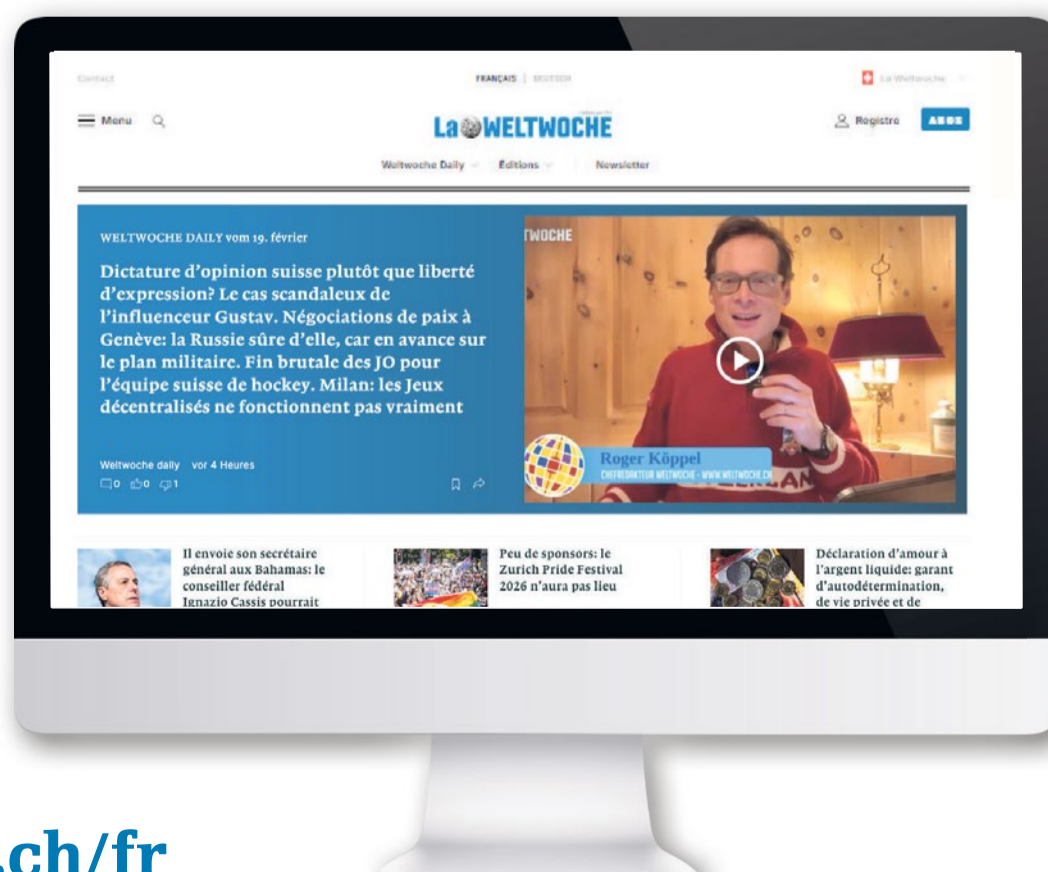 Contact
FRANÇAIS | DEUTSCH
La Weltwoche
Menu
La WELTWOCHE
Registre
ABOS
Weltwoche Daily
Éditions
Newsletter
WELTWOCHE DAILY vom 19. février
Dictature d'opinion suisse plutôt que liberté
d'expression? Le cas scandaleux de
l'influenceur Gustav. Négociations de paix à
Genève: la Russie sûre d'elle, car en avance sur
le plan militaire. Fin brutale des JO pour
l'équipe suisse de hockey. Milan: les Jeux
décentralisés ne fonctionnent pas vraiment
Weltwoche daily vor 4 Heures
0 0 1
TWOCHE
Roger Köppel
CHEFREDAKTEUR WELTWOCHE - WWW.WELTWOCHE.CH
Il envoie son secrétaire
général aux Bahamas: le
conseiller fédéral
Ignazio Cassis pourrait
Peu de sponsors: le
Zurich Pride Festival
2026 n'aura pas lieu
Déclaration d'amour à
l'argent liquide: garant
d'autodétermination,
de vie privée et de
.ch/fr